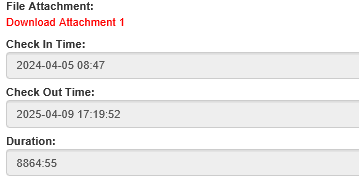 File Attachment:
Download Attachment 1
Check In Time:
2024-04-05 08:47
Check Out Time:
2025-04-09 17:19:52
Duration:
8864:55